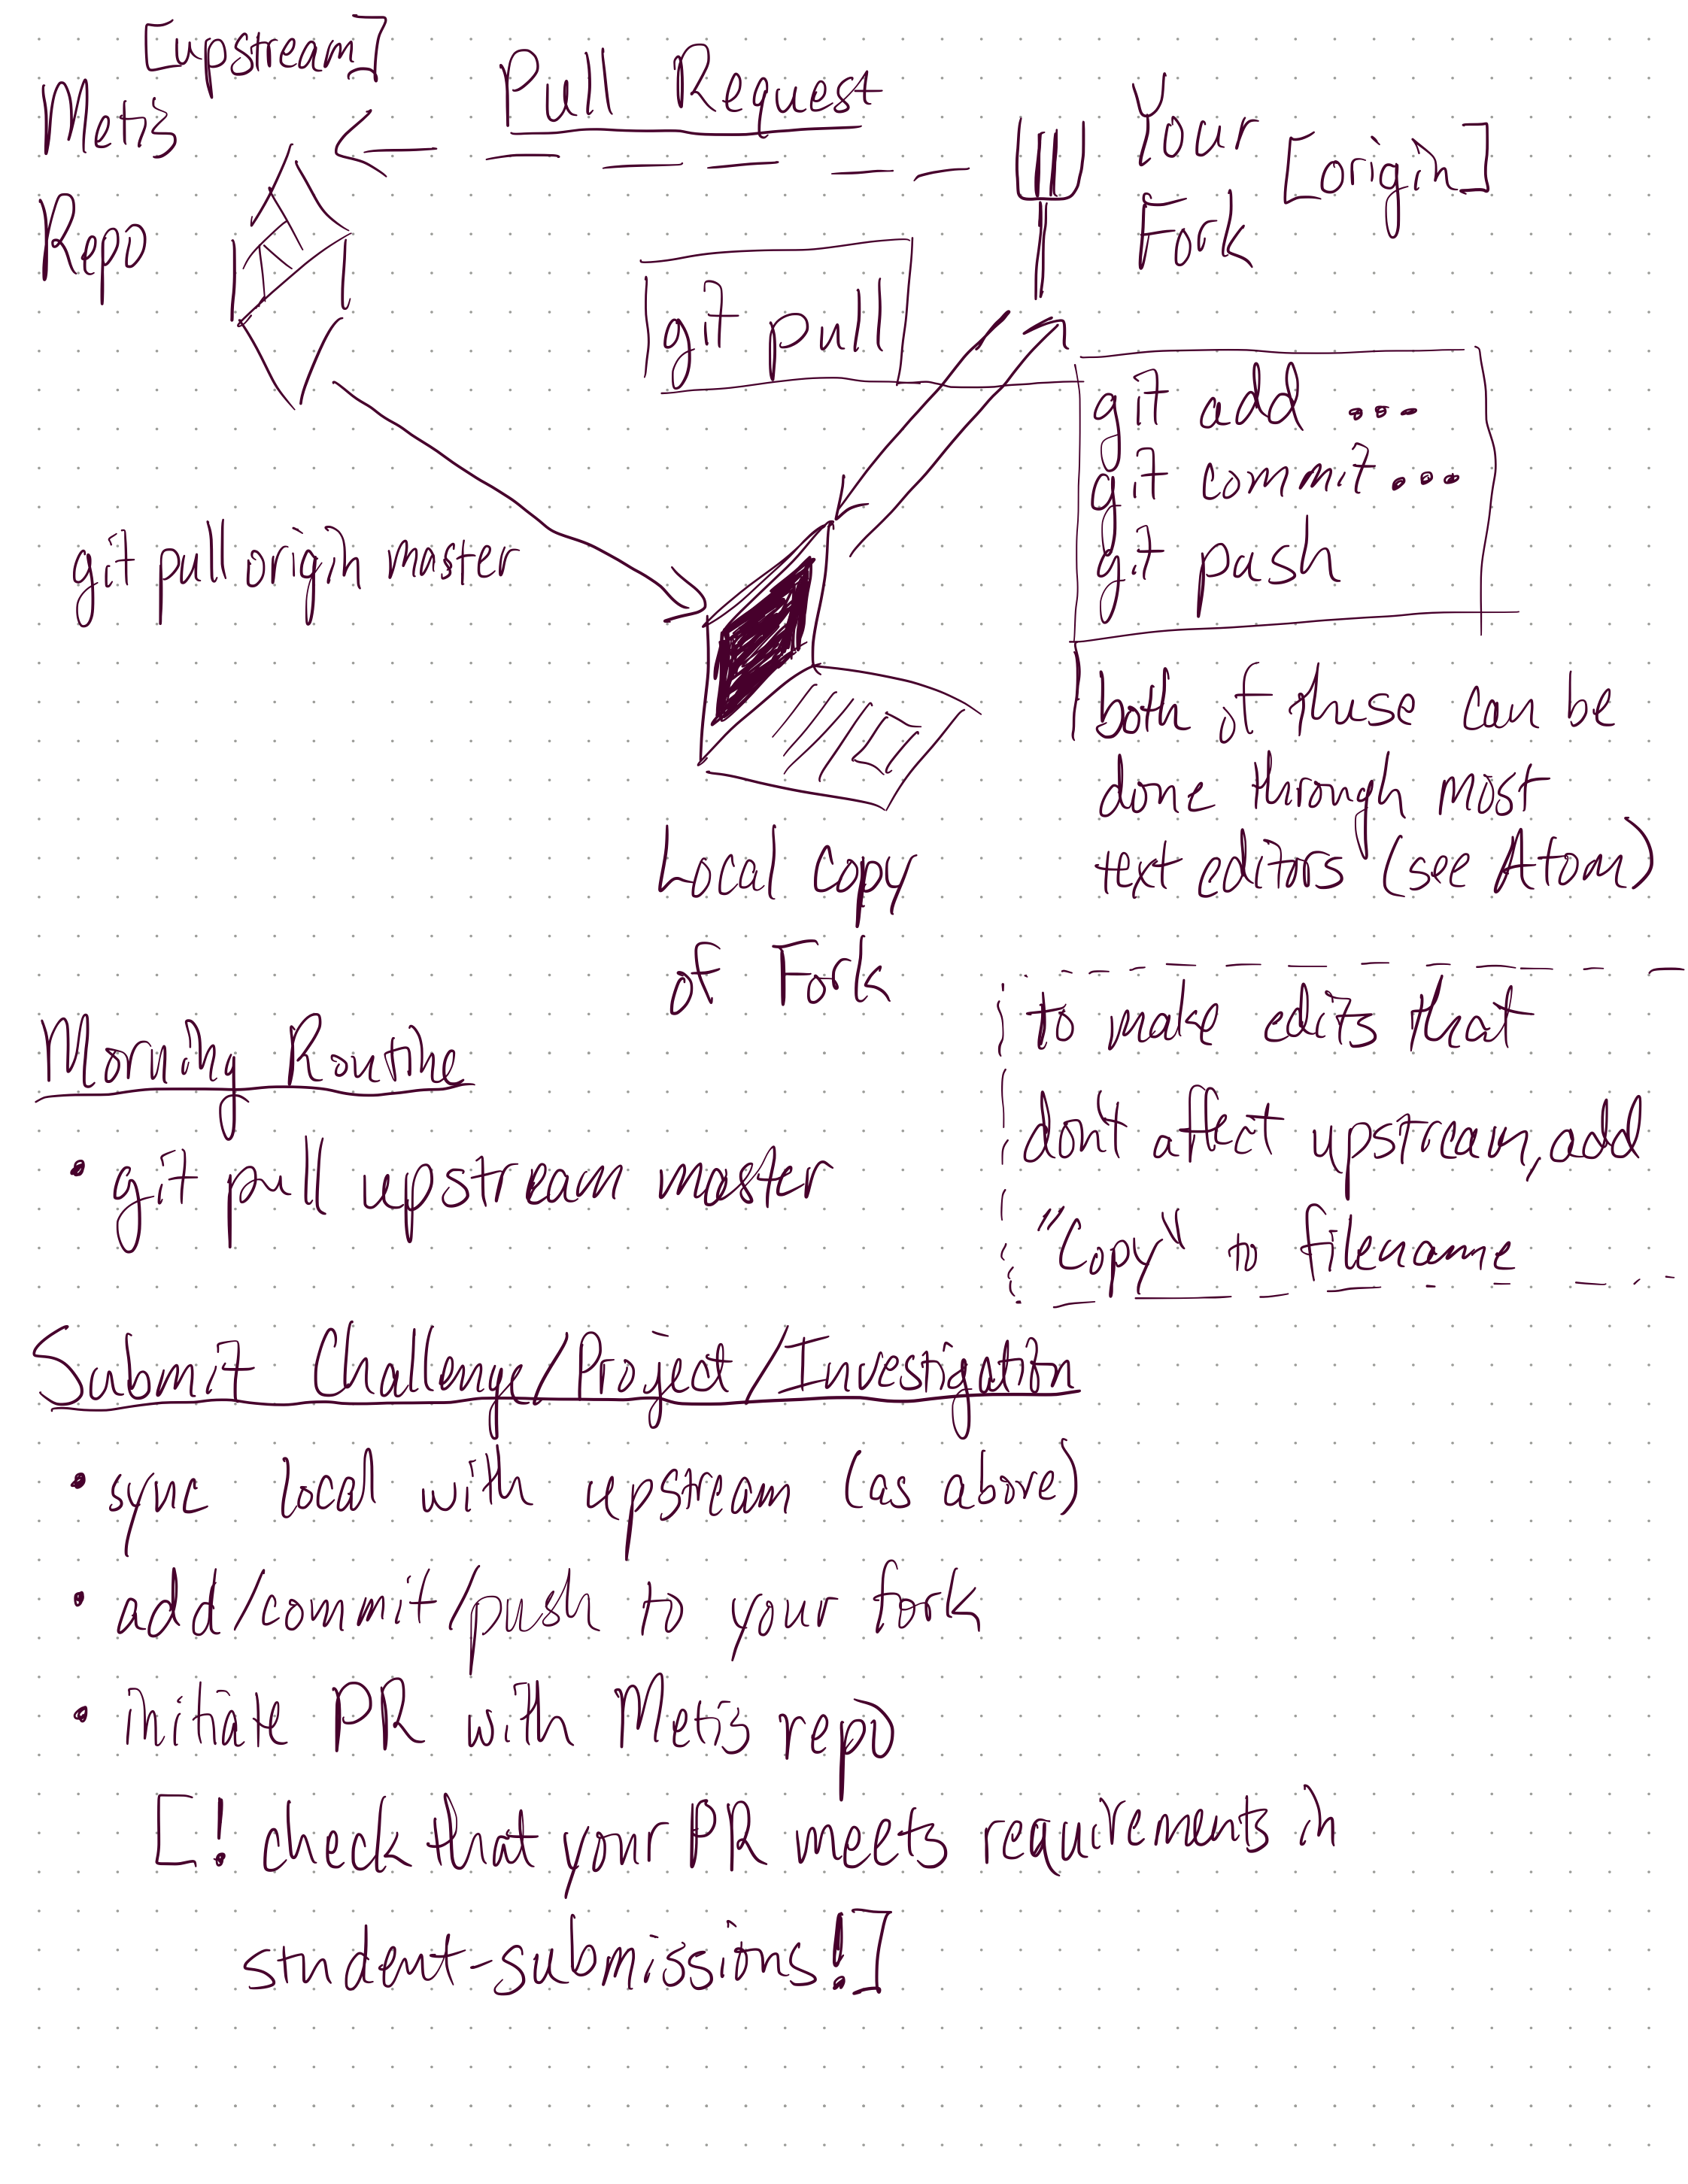 [upstream]
Metis
Repo
Pull Request
Your
Fork
[origin]
git pull
git add ...
git commit...
git push
both of these can be
done through most
text editors (see Atom)
git pull origin master
Local copy
of Fork
to make edits that
don't affect upstream, add
"Copy" to filename
Morning Routine
• git pull upstream master
Submit Challenge/Project/Investigation
• sync local with upstream (as above)
• add/commit/push to your fork
• initiate PR with Metis repo
[! check that your PR meets requirements in
student-submissions!]